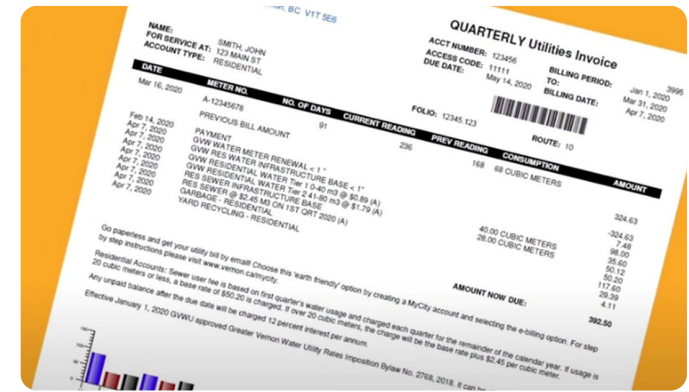 BC V1T 5E6
QUARTERLY Utilities Invoice
NAME: SMITH, JOHN
FOR SERVICE AT: 123 MAIN ST
ACCOUNT TYPE: RESIDENTIAL
ACCT NUMBER: 123456
ACCESS CODE: 11111
DUE DATE: May 14, 2020
3995
BILLING PERIOD: Jan 1, 2020
TO: Mar 31, 2020
BILLING DATE: Apr 7, 2020
FOLIO: 12345.123
ROUTE: 10
DATE METER NO. NO. OF DAYS CURRENT READING PREV READING CONSUMPTION AMOUNT
Mar 16, 2020 A-12345678 91 236 168 68 CUBIC METERS
PREVIOUS BILL AMOUNT 324.63
Feb 14, 2020 PAYMENT -324.63
Apr 7, 2020 GVW WATER METER RENEWAL < 1 " 7.48
Apr 7, 2020 GVW RES WATER INFRASTRUCTURE BASE < 1" 98.00
Apr 7, 2020 GVW RESIDENTIAL WATER Tier 1 0-40 m3 @ $0.89 (A) 40.00 CUBIC METERS 35.60
Apr 7, 2020 GVW RESIDENTIAL WATER Tier 2 41-80 m3 @ $1.79 (A) 28.00 CUBIC METERS 50.12
Apr 7, 2020 RES SEWER INFRASTRUCTURE BASE 50.20
Apr 7, 2020 RES SEWER @ $2.45 M3 ON 1ST QRT 2020 (A) 117.60
Apr 7, 2020 GARBAGE - RESIDENTIAL 29.39
Apr 7, 2020 YARD RECYCLING - RESIDENTIAL 4.11
AMOUNT NOW DUE: 392.50
Go paperless and get your utility bill by email! Choose this 'earth friendly' option by creating a MyCity account and selecting the e-billing option. For step
by step instructions please visit www.vernon.ca/mycity.
Residential Accounts: Sewer user fee is based on first quarter's water usage and charged each quarter for the remainder of the calendar year. If usage is
20 cubic meters or less, a base rate of $50.20 is charged. If over 20 cubic meters, the charge will be the base rate plus $2.45 per cubic meter.
Any unpaid balance after the due date will be charged 12 percent interest per annum.
Effective January 1, 2020 GVWU approved Greater Vernon Water Utility Rates Imposition Bylaw No. 2768, 2018. It can